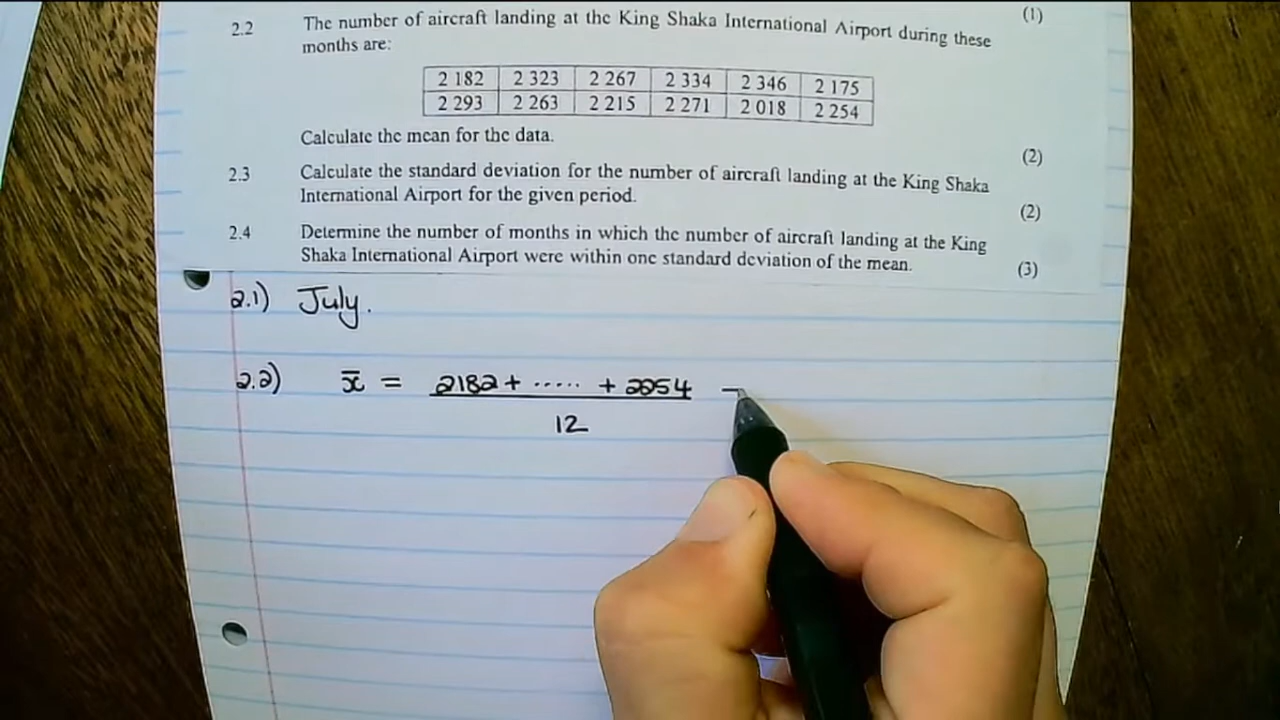 (1)
2.2 The number of aircraft landing at the King Shaka International Airport during these
months are:
2 182 2 323 2 267 2 334 2 346 2 175
2 293 2 263 2 215 2 271 2 018 2 254
Calculate the mean for the data.
(2)
2.3 Calculate the standard deviation for the number of aircraft landing at the King Shaka
International Airport for the given period.
(2)
2.4 Determine the number of months in which the number of aircraft landing at the King
Shaka International Airport were within one standard deviation of the mean.
(3)
2.1) July.
2.2) x̄ = 2182 + ..... + 2254
12